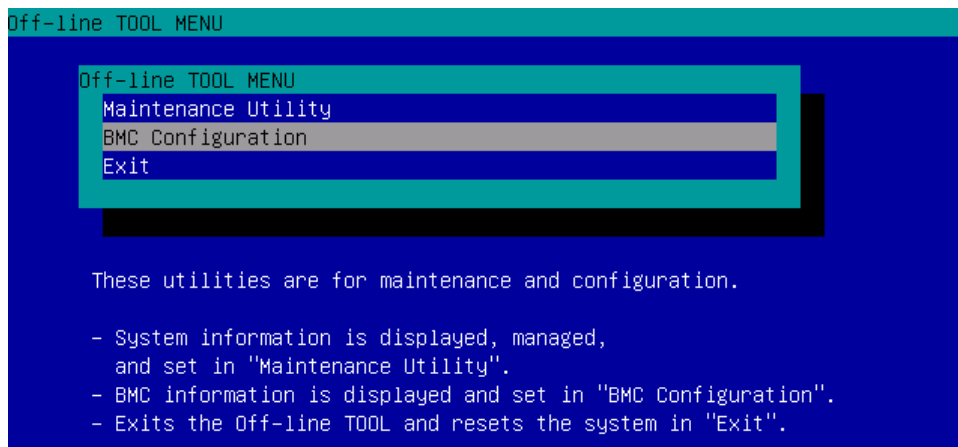 Off-line TOOL MENU
Off-line TOOL MENU
Maintenance Utility
BMC Configuration
Exit
These utilities are for maintenance and configuration.
- System information is displayed, managed,
and set in "Maintenance Utility".
- BMC information is displayed and set in "BMC Configuration".
- Exits the Off-line TOOL and resets the system in "Exit".